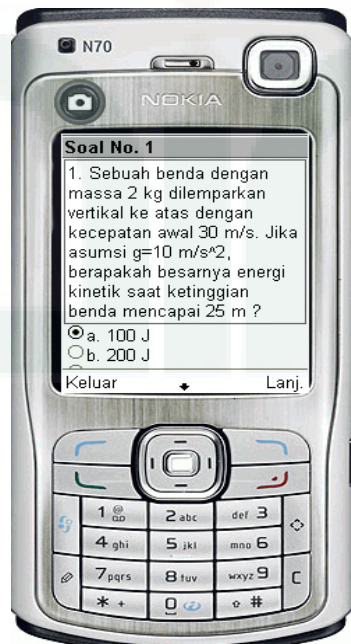 N70
NOKIA
Soal No. 1
1. Sebuah benda dengan
massa 2 kg dilemparkan
vertikal ke atas dengan
kecepatan awal 30 m/s. Jika
asumsi g=10 m/s^2,
berapakah besarnya energi
kinetik saat ketinggian
benda mencapai 25 m ?
a. 100 J
b. 200 J
Keluar Lanj.
1 @ 2 abc def 3
4 ghi 5 jkl mno 6
7 pqrs 8 tuv wxyz 9 C
* + 0 #